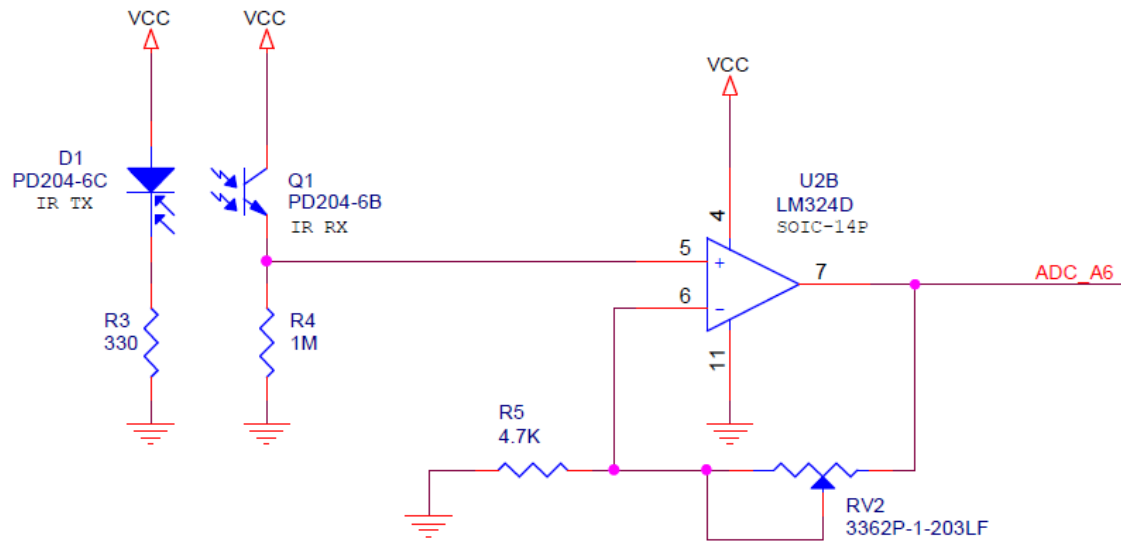 VCC
VCC
VCC
D1
PD204-6C
IR TX
Q1
PD204-6B
IR RX
U2B
LM324D
SOIC-14P
4
5
+
6
-
7
11
ADC_A6
R3
330
R4
1M
R5
4.7K
RV2
3362P-1-203LF